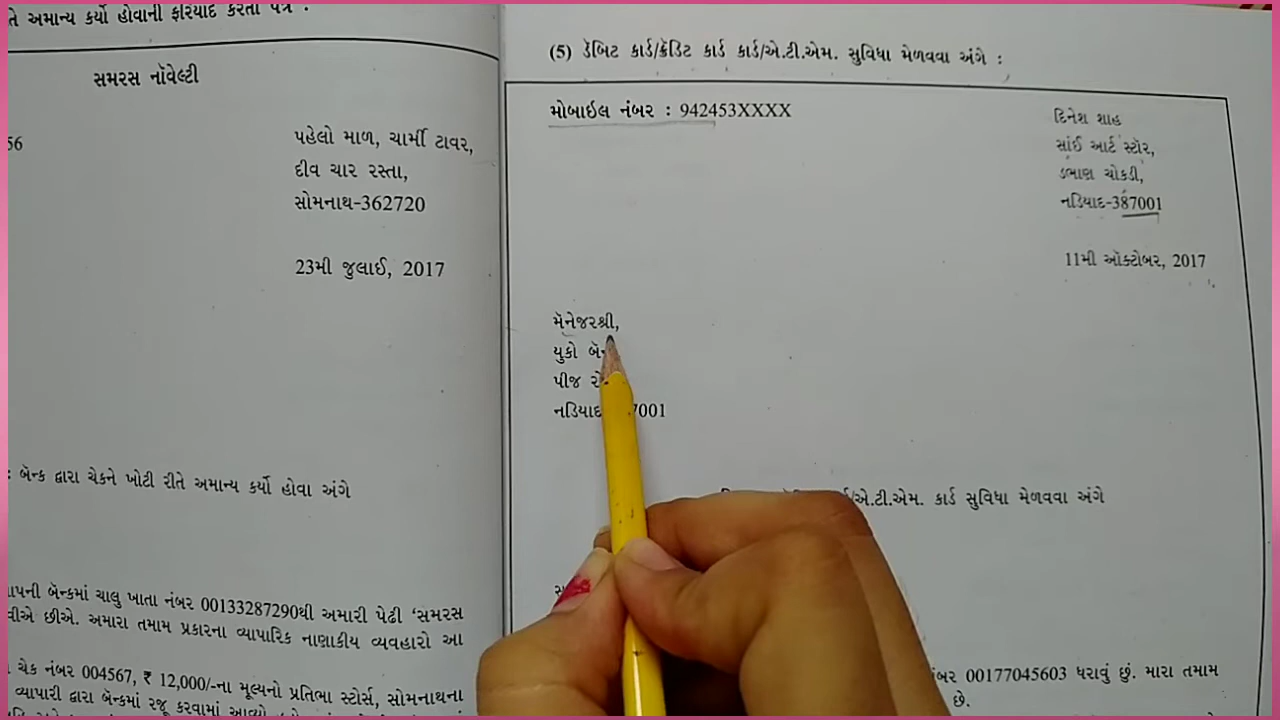 તે અમાન્ય કર્યો હોવાની ફરિયાદ કરતો પત્ર :
સમરસ નૉવેલ્ટી
56
પહેલો માળ, ચાર્મી ટાવર,
દીવ ચાર રસ્તા,
સોમનાથ-362720
23મી જુલાઈ, 2017
: બૅન્ક દ્વારા ચેકને ખોટી રીતે અમાન્ય કર્યો હોવા અંગે
બૅન્કમાં ચાલુ ખાતા નંબર 00133287290થી અમારી પેઢી ‘સમરસ
છીએ. અમારા તમામ પ્રકારના વ્યાપારિક નાણાકીય વ્યવહારો આ
ચેક નંબર 004567, ₹ 12,000/-ના મૂલ્યનો પ્રતિભા સ્ટોર્સ, સોમનાથના
વ્યાપારી દ્વારા બૅન્કમાં રજૂ કરવામાં આવ્યો
(5) ડેબિટ કાર્ડ/ક્રેડિટ કાર્ડ કાર્ડ/એ.ટી.એમ. સુવિધા મેળવવા અંગે :
મોબાઇલ નંબર : 942453XXXX
દિનેશ શાહ
સાંઈ આર્ટ સ્ટૉર,
ડભાણ ચોકડી,
નડિયાદ-387001
11મી ઑક્ટોબર, 2017
મૅનેજરશ્રી,
યુકો
પીજ
નડિયાદ 7001
/એ.ટી.એમ. કાર્ડ સુવિધા મેળવવા અંગે
00177045603 ધરાવું છું. મારા તમામ
છે.